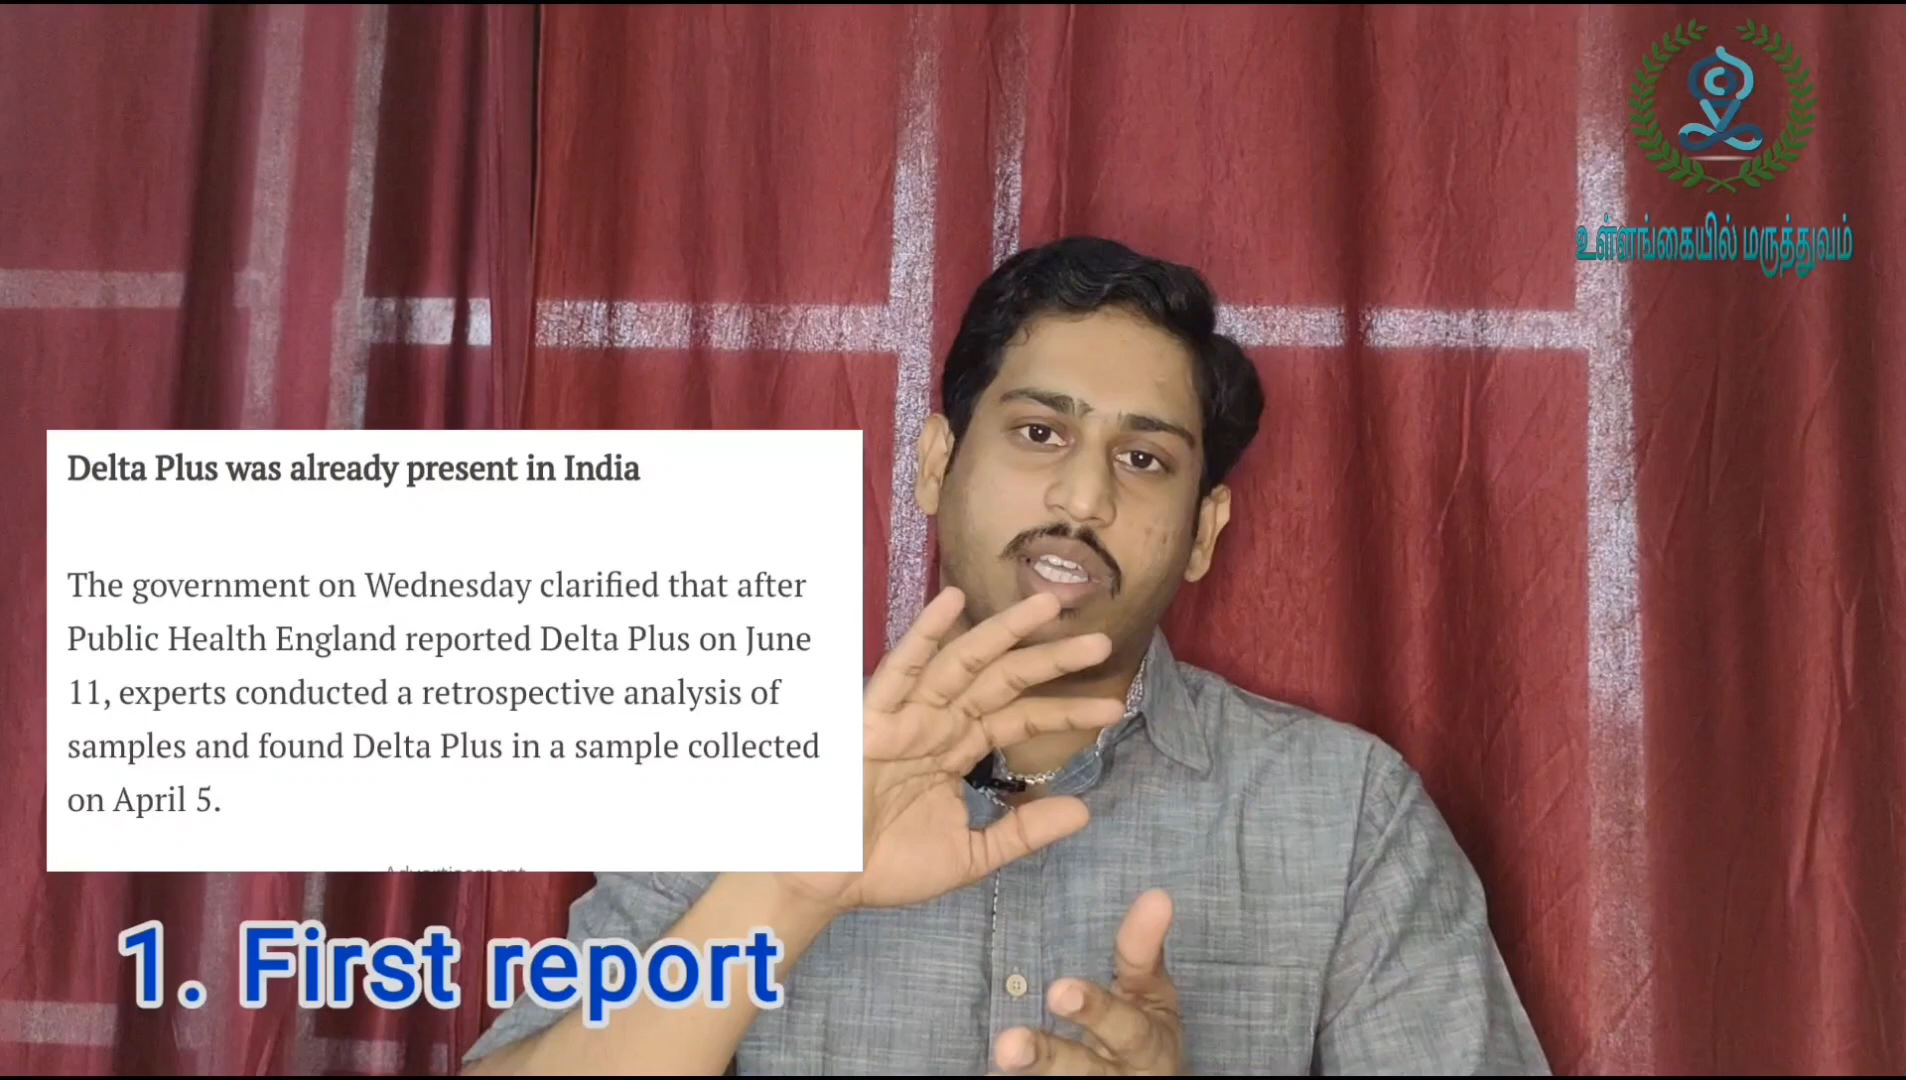 உள்ளங்கையில் மருத்துவம்
Delta Plus was already present in India
The government on Wednesday clarified that after
Public Health England reported Delta Plus on June
11, experts conducted a retrospective analysis of
samples and found Delta Plus in a sample collected
on April 5.
Advertisement
1. First report